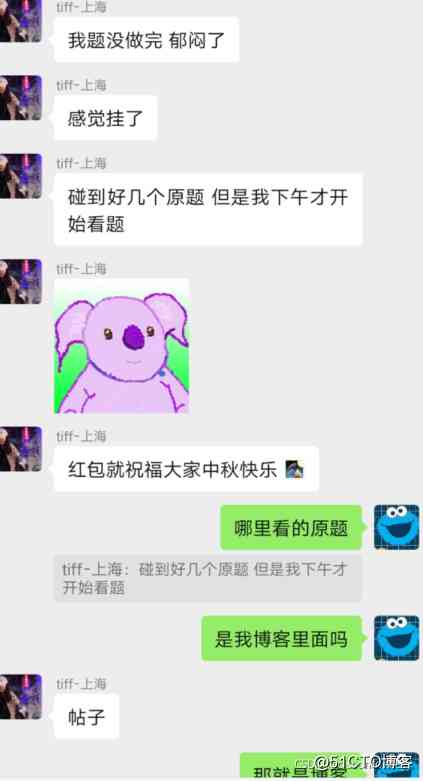 tiff-上海
我题没做完 郁闷了
tiff-上海
感觉挂了
tiff-上海
碰到好几个原题 但是我下午才开
始看题
tiff-上海
tiff-上海
红包就祝福大家中秋快乐
哪里看的原题
tiff-上海：碰到好几个原题 但是我下午才
开始看题
是我博客里面吗
tiff-上海
帖子
那就是博客
@51CTO博客